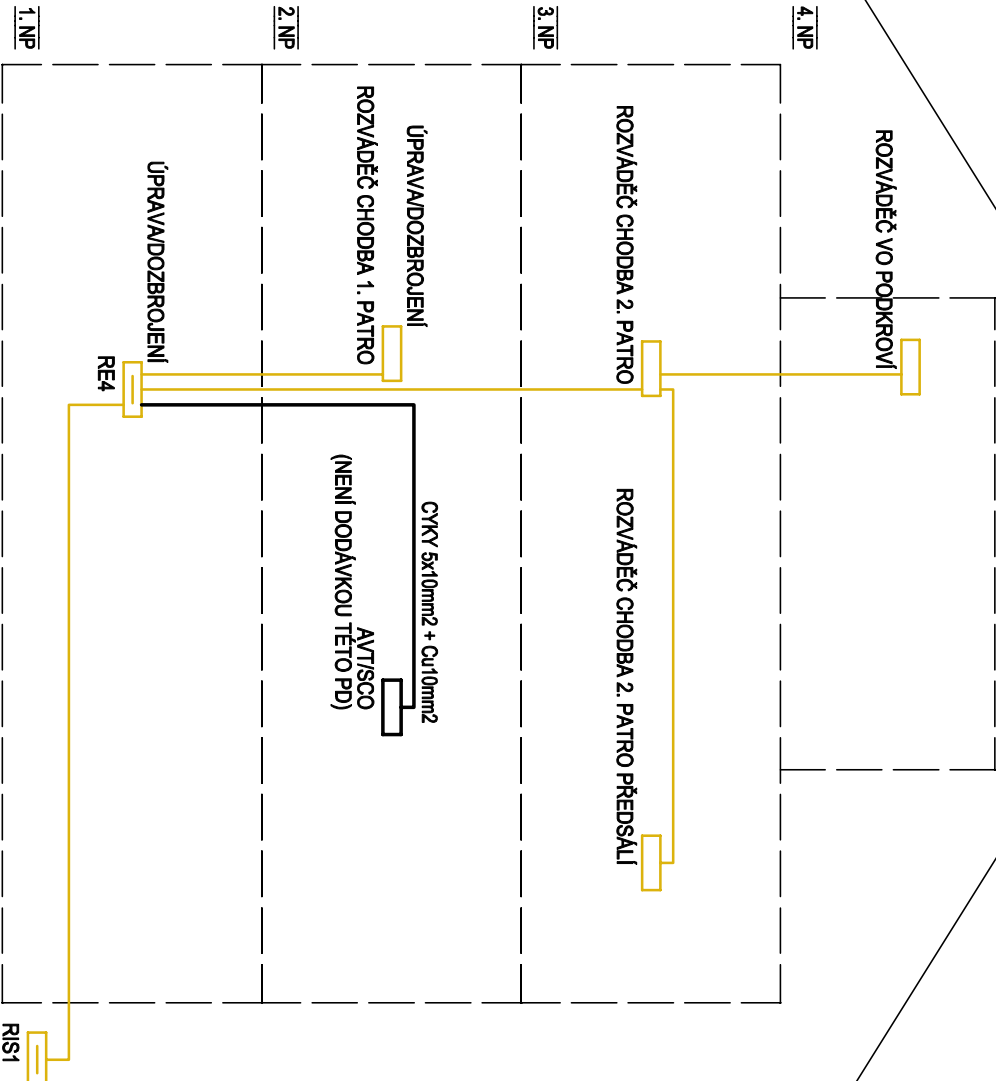 4. NP
ROZVÁDĚČ VO PODKROVÍ
3. NP
ROZVÁDĚČ CHODBA 2. PATRO
ROZVÁDĚČ CHODBA 2. PATRO PŘEDSÁLÍ
2. NP
ÚPRAVA/DOZBROJENÍ
ROZVÁDĚČ CHODBA 1. PATRO
CYKY 5x10mm2 + Cu10mm2
AVT/SCO
(NENÍ DODÁVKOU TÉTO PD)
1. NP
ÚPRAVA/DOZBROJENÍ
RE4
RIS1